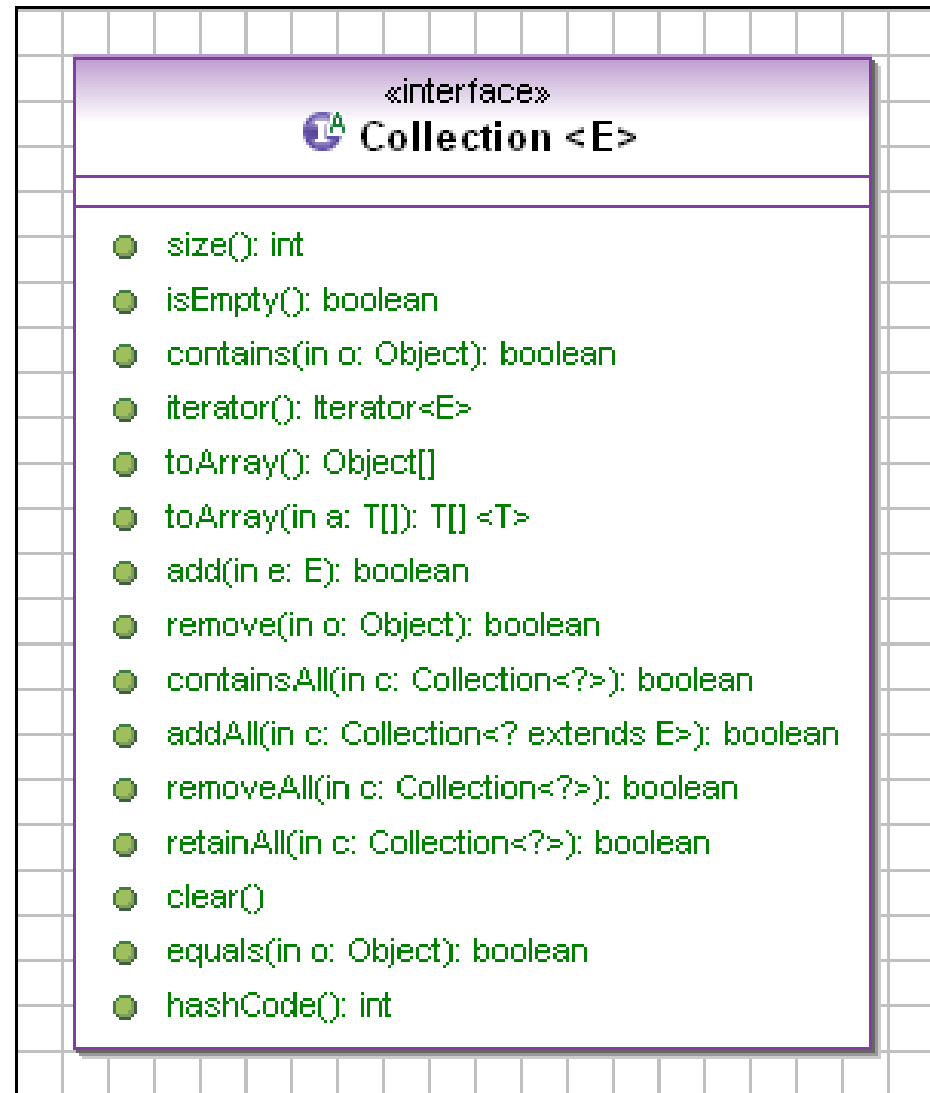 «interface»
Collection <E>
size(): int
isEmpty(): boolean
contains(in o: Object): boolean
iterator(): Iterator<E>
toArray(): Object[]
toArray(in a: T[]): T[] <T>
add(in e: E): boolean
remove(in o: Object): boolean
containsAll(in c: Collection<?>): boolean
addAll(in c: Collection<? extends E>): boolean
removeAll(in c: Collection<?>): boolean
retainAll(in c: Collection<?>): boolean
clear()
equals(in o: Object): boolean
hashCode(): int